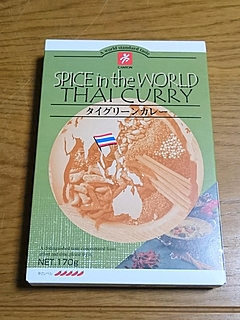 a world standard taste
CANYON
SPICE in the WORLD
THAI CURRY
タイグリーンカレー
NET.170g